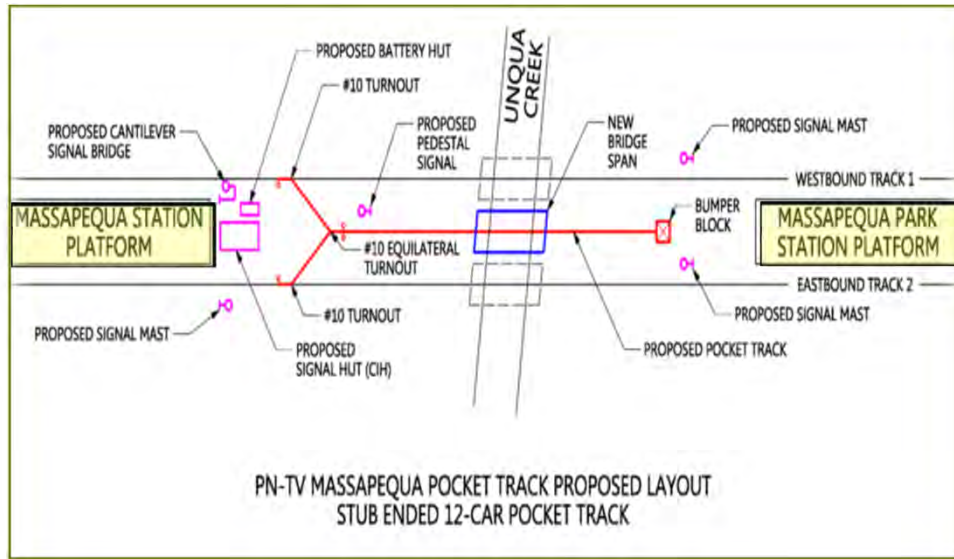 PROPOSED BATTERY HUT
#10 TURNOUT
PROPOSED CANTILEVER
SIGNAL BRIDGE
PROPOSED
PEDESTAL
SIGNAL
UNQUA
CREEK
NEW
BRIDGE
SPAN
PROPOSED SIGNAL MAST
WESTBOUND TRACK 1
MASSAPEQUA STATION
PLATFORM
BUMPER
BLOCK
MASSAPEQUA PARK
STATION PLATFORM
#10 EQUILATERAL
TURNOUT
EASTBOUND TRACK 2
#10 TURNOUT
PROPOSED SIGNAL MAST
PROPOSED SIGNAL MAST
PROPOSED
SIGNAL HUT (CIH)
PROPOSED POCKET TRACK
PN-TV MASSAPEQUA POCKET TRACK PROPOSED LAYOUT
STUB ENDED 12-CAR POCKET TRACK